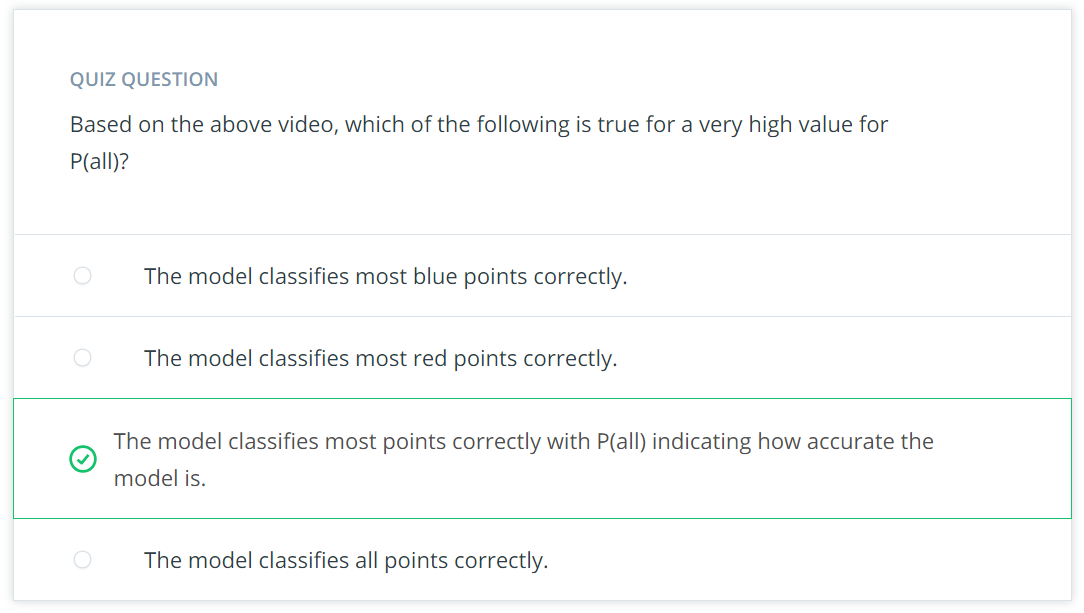 QUIZ QUESTION
Based on the above video, which of the following is true for a very high value for
P(all)?
The model classifies most blue points correctly.
The model classifies most red points correctly.
The model classifies most points correctly with P(all) indicating how accurate the
model is.
The model classifies all points correctly.